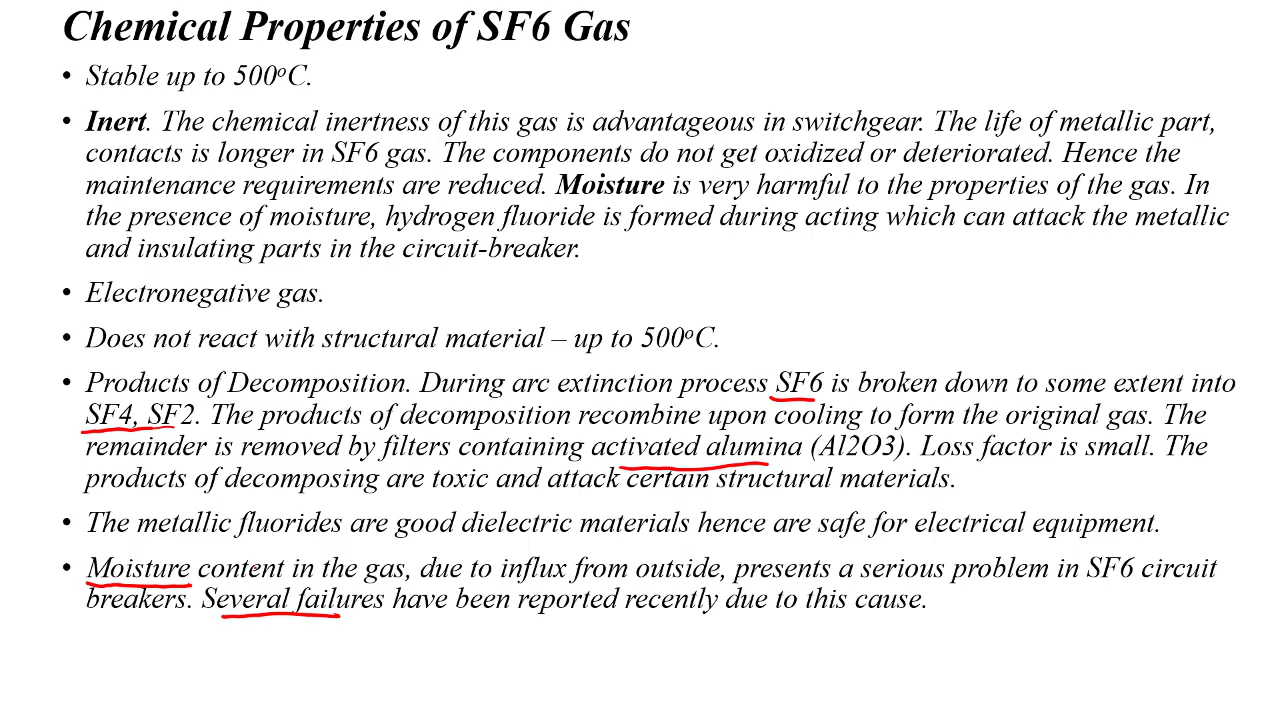 Chemical Properties of SF6 Gas
• Stable up to 500ºC.
• Inert. The chemical inertness of this gas is advantageous in switchgear. The life of metallic part,
contacts is longer in SF6 gas. The components do not get oxidized or deteriorated. Hence the
maintenance requirements are reduced. Moisture is very harmful to the properties of the gas. In
the presence of moisture, hydrogen fluoride is formed during acting which can attack the metallic
and insulating parts in the circuit-breaker.
• Electronegative gas.
• Does not react with structural material – up to 500ºC.
• Products of Decomposition. During arc extinction process SF6 is broken down to some extent into
SF4, SF2. The products of decomposition recombine upon cooling to form the original gas. The
remainder is removed by filters containing activated alumina (Al2O3). Loss factor is small. The
products of decomposing are toxic and attack certain structural materials.
• The metallic fluorides are good dielectric materials hence are safe for electrical equipment.
• Moisture content in the gas, due to influx from outside, presents a serious problem in SF6 circuit
breakers. Several failures have been reported recently due to this cause.